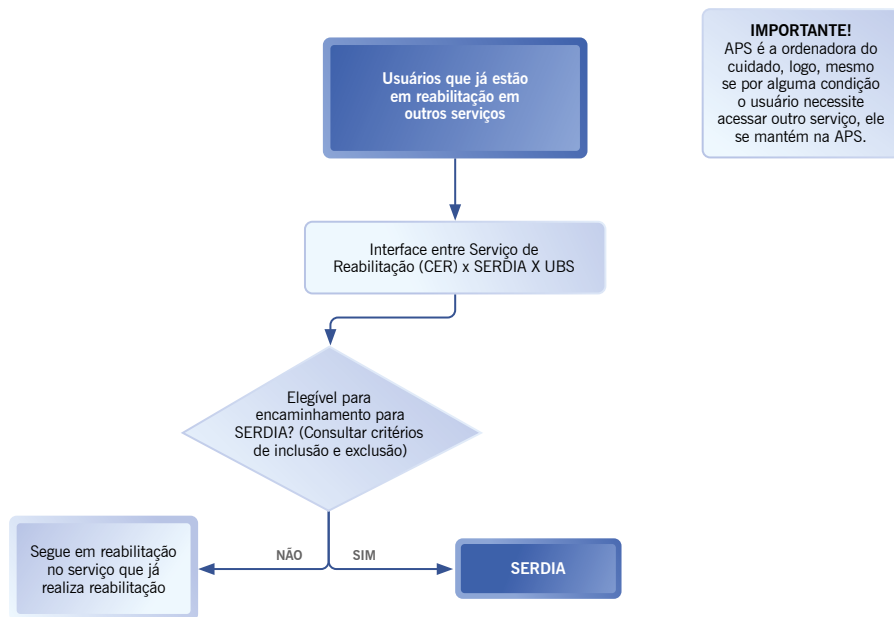 Usuários que já estão
em reabilitação em
outros serviços
IMPORTANTE!
APS é a ordenadora do
cuidado, logo, mesmo
se por alguma condição
o usuário necessite
acessar outro serviço, ele
se mantém na APS.
Interface entre Serviço de
Reabilitação (CER) x SERDIA X UBS
Elegível para
encaminhamento para
SERDIA? (Consultar critérios
de inclusão e exclusão)
NÃO
SIM
Segue em reabilitação
no serviço que já
realiza reabilitação
SERDIA